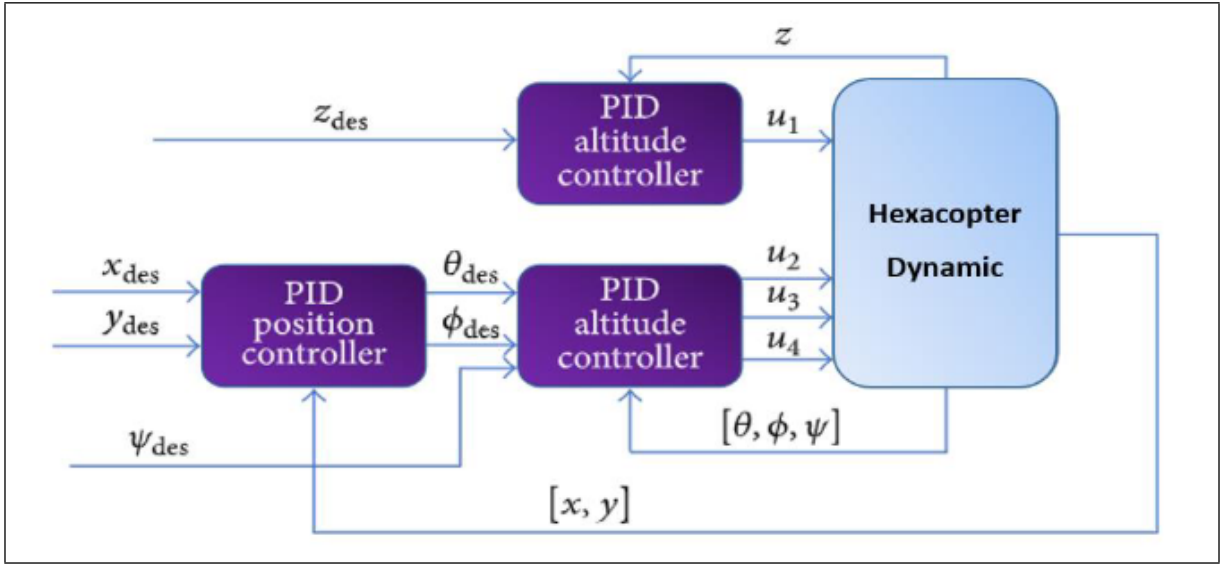 z
z_des
PID
altitude
controller
u_1
Hexacopter
Dynamic
x_des
y_des
PID
position
controller
θ_des
ϕ_des
PID
altitude
controller
u_2
u_3
u_4
ψ_des
[θ, ϕ, ψ]
[x, y]